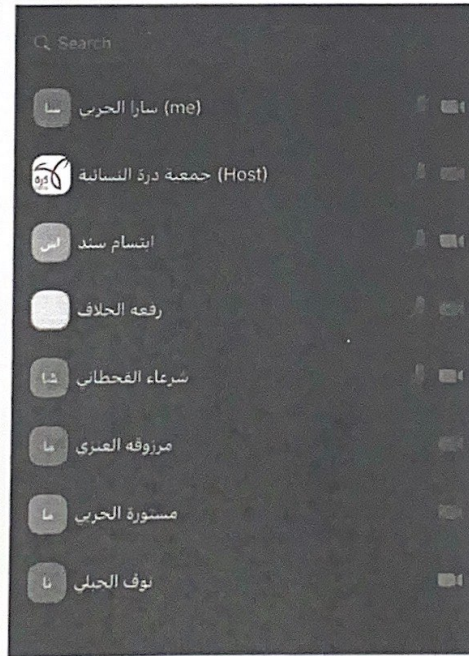 Search
سارا الحربي (me)
جمعية درة النسائية (Host)
ابتسام سند
رفعه الحلاف
شرعاء القحطاني
مرزوقه العنزي
مستورة الحربي
نوف الحبلي